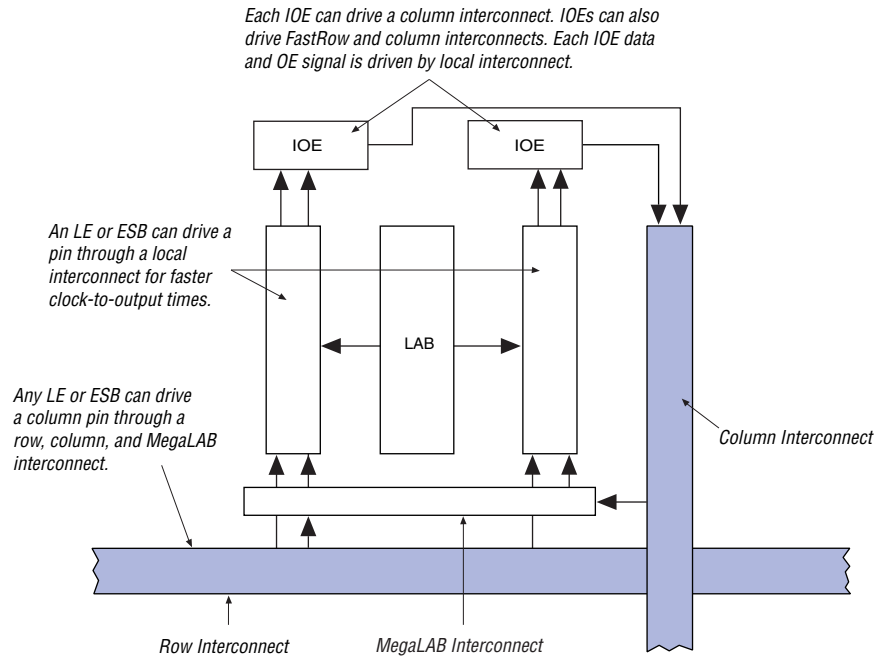 Each IOE can drive a column interconnect. IOEs can also
drive FastRow and column interconnects. Each IOE data
and OE signal is driven by local interconnect.
IOE
IOE
An LE or ESB can drive a
pin through a local
interconnect for faster
clock-to-output times.
LAB
Any LE or ESB can drive
a column pin through a
row, column, and MegaLAB
interconnect.
Column Interconnect
Row Interconnect
MegaLAB Interconnect